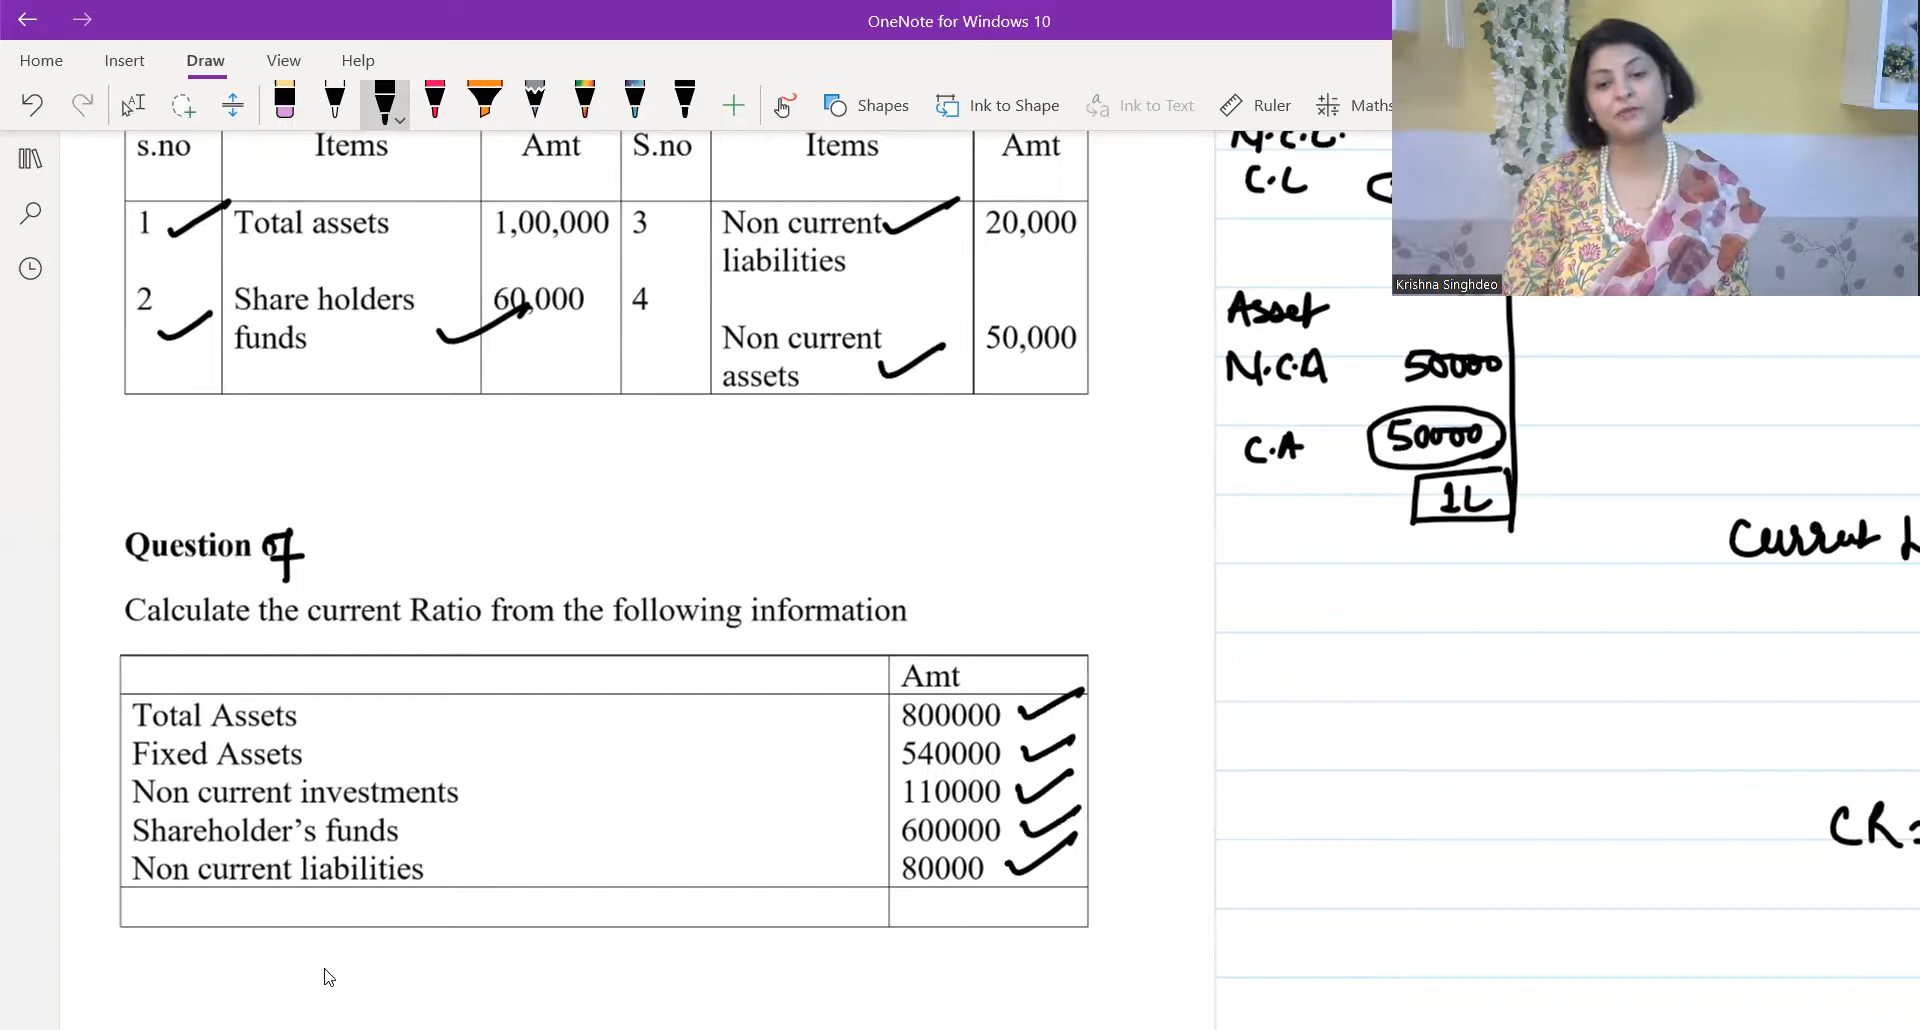 OneNote for Windows 10
Home Insert Draw View Help
Shapes Ink to Shape Ink to Text Ruler Maths
s.no Items Amt S.no Items Amt
1 Total assets 1,00,000 3 Non current liabilities 20,000
2 Share holders funds 60,000 4 Non current assets 50,000
Question 7
Calculate the current Ratio from the following information
Amt
Total Assets 800000
Fixed Assets 540000
Non current investments 110000
Shareholder’s funds 600000
Non current liabilities 80000
N.C.L.
C.L
Krishna Singhdeo
Asset
N.C.A 50000
C.A 50000
1L
Current L
CR=